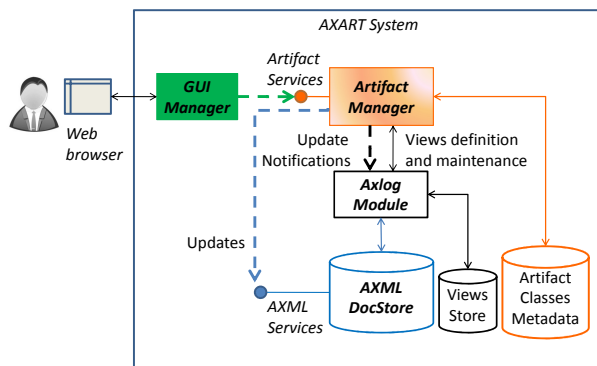 AXART System
Artifact
Services
GUI
Manager
Artifact
Manager
Web
browser
Update
Notifications
Views definition
and maintenance
Axlog
Module
Updates
AXML
Services
AXML
DocStore
Views
Store
Artifact
Classes
Metadata